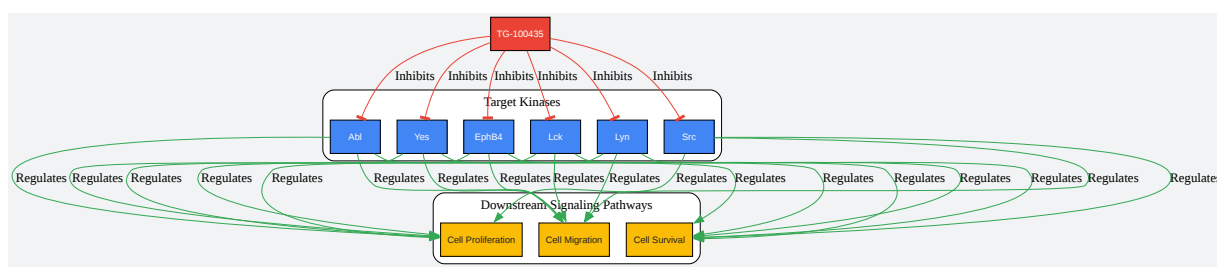 TG-100435
Inhibits Inhibits Inhibits Inhibits Inhibits Inhibits
Target Kinases
Abl Yes EphB4 Lck Lyn Src
Regulates Regulates Regulates Regulates Regulates Regulates Regulates Regulates Regulates Regulates Regulates Regulates Regulates Regulates Regulates Regulates Regulates Regulates
Downstream Signaling Pathways
Cell Proliferation Cell Migration Cell Survival